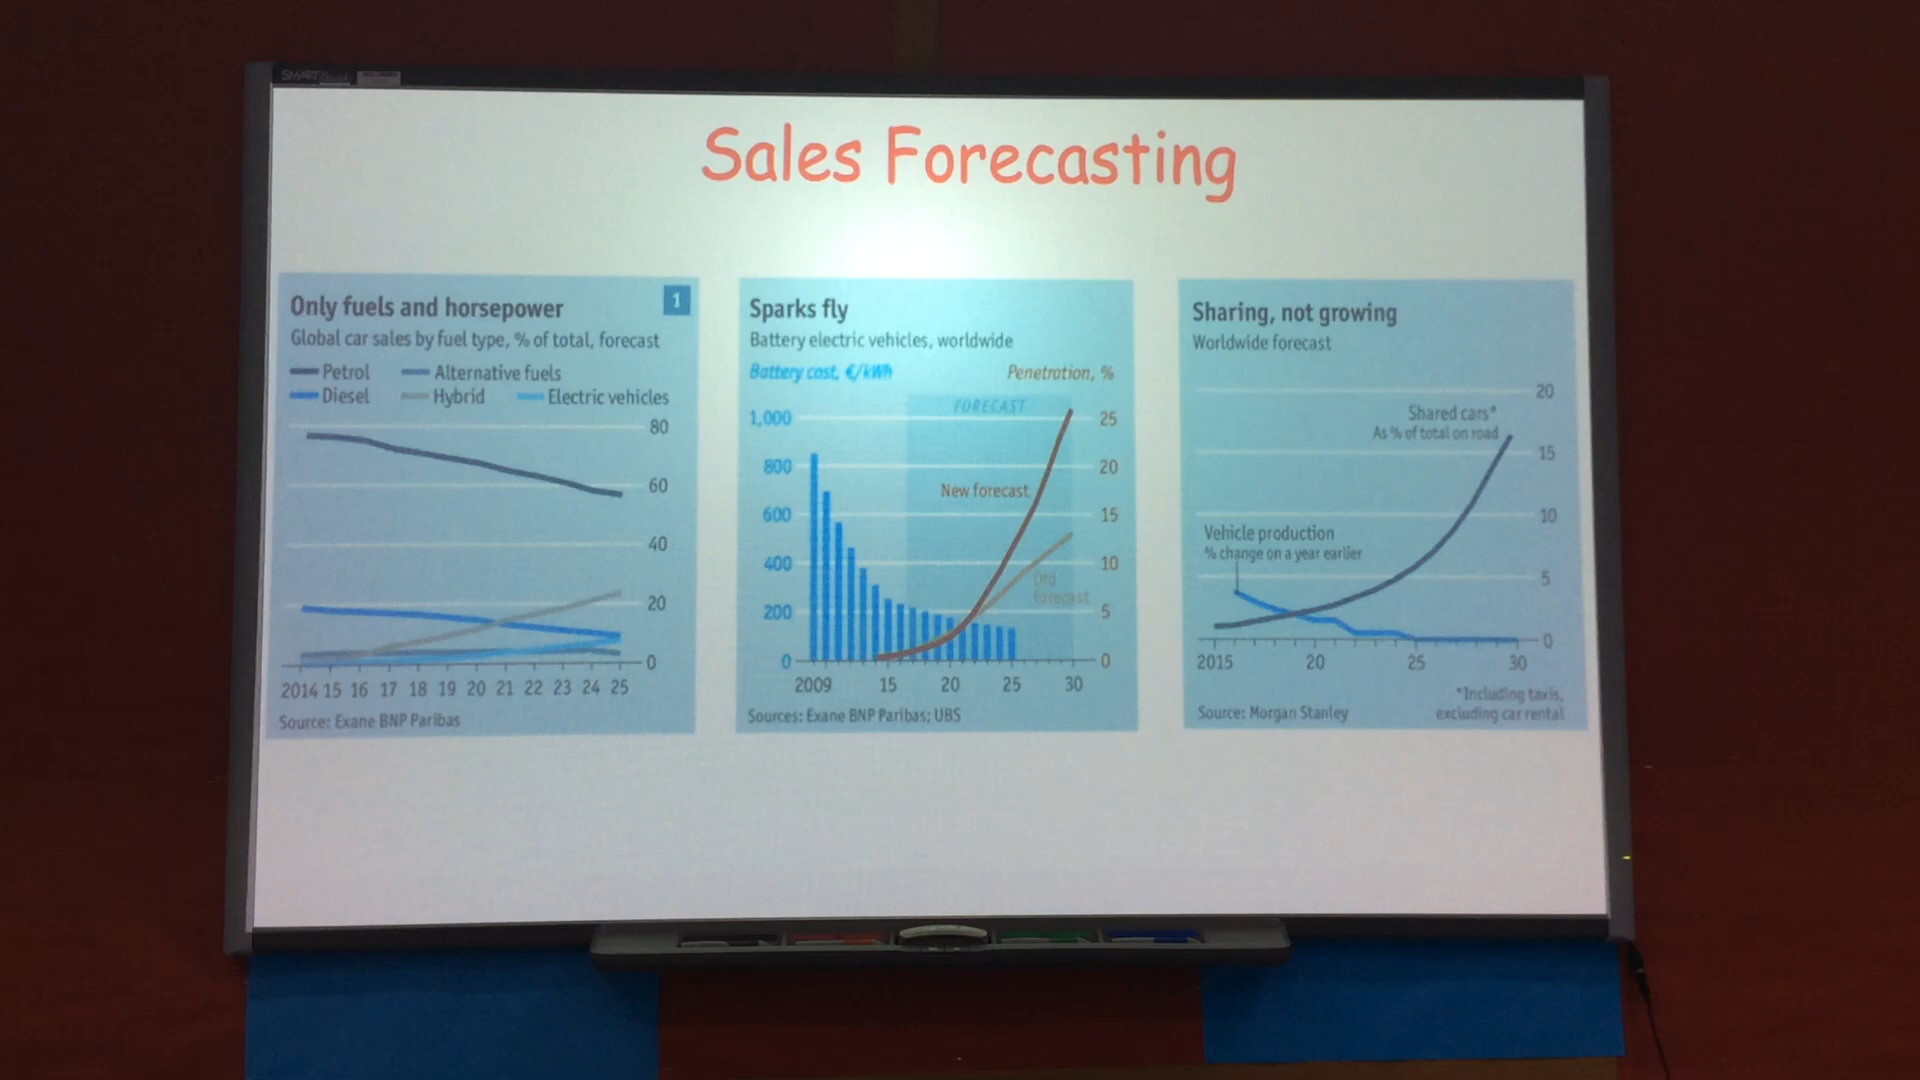 SMART Board
Sales Forecasting
Only fuels and horsepower
1
Global car sales by fuel type, % of total, forecast
Petrol
Alternative fuels
Diesel
Hybrid
Electric vehicles
80
60
40
20
0
2014 15 16 17 18 19 20 21 22 23 24 25
Source: Exane BNP Paribas
Sparks fly
Battery electric vehicles, worldwide
Battery cost, €/kWh
Penetration, %
FORECAST
1,000
25
800
20
New forecast
600
15
400
10
Old
forecast
200
5
0
0
2009 15 20 25 30
Sources: Exane BNP Paribas; UBS
Sharing, not growing
Worldwide forecast
20
Shared cars*
As % of total on road
15
10
Vehicle production
% change on a year earlier
5
0
2015 20 25 30
*Including taxis,
excluding car rental
Source: Morgan Stanley